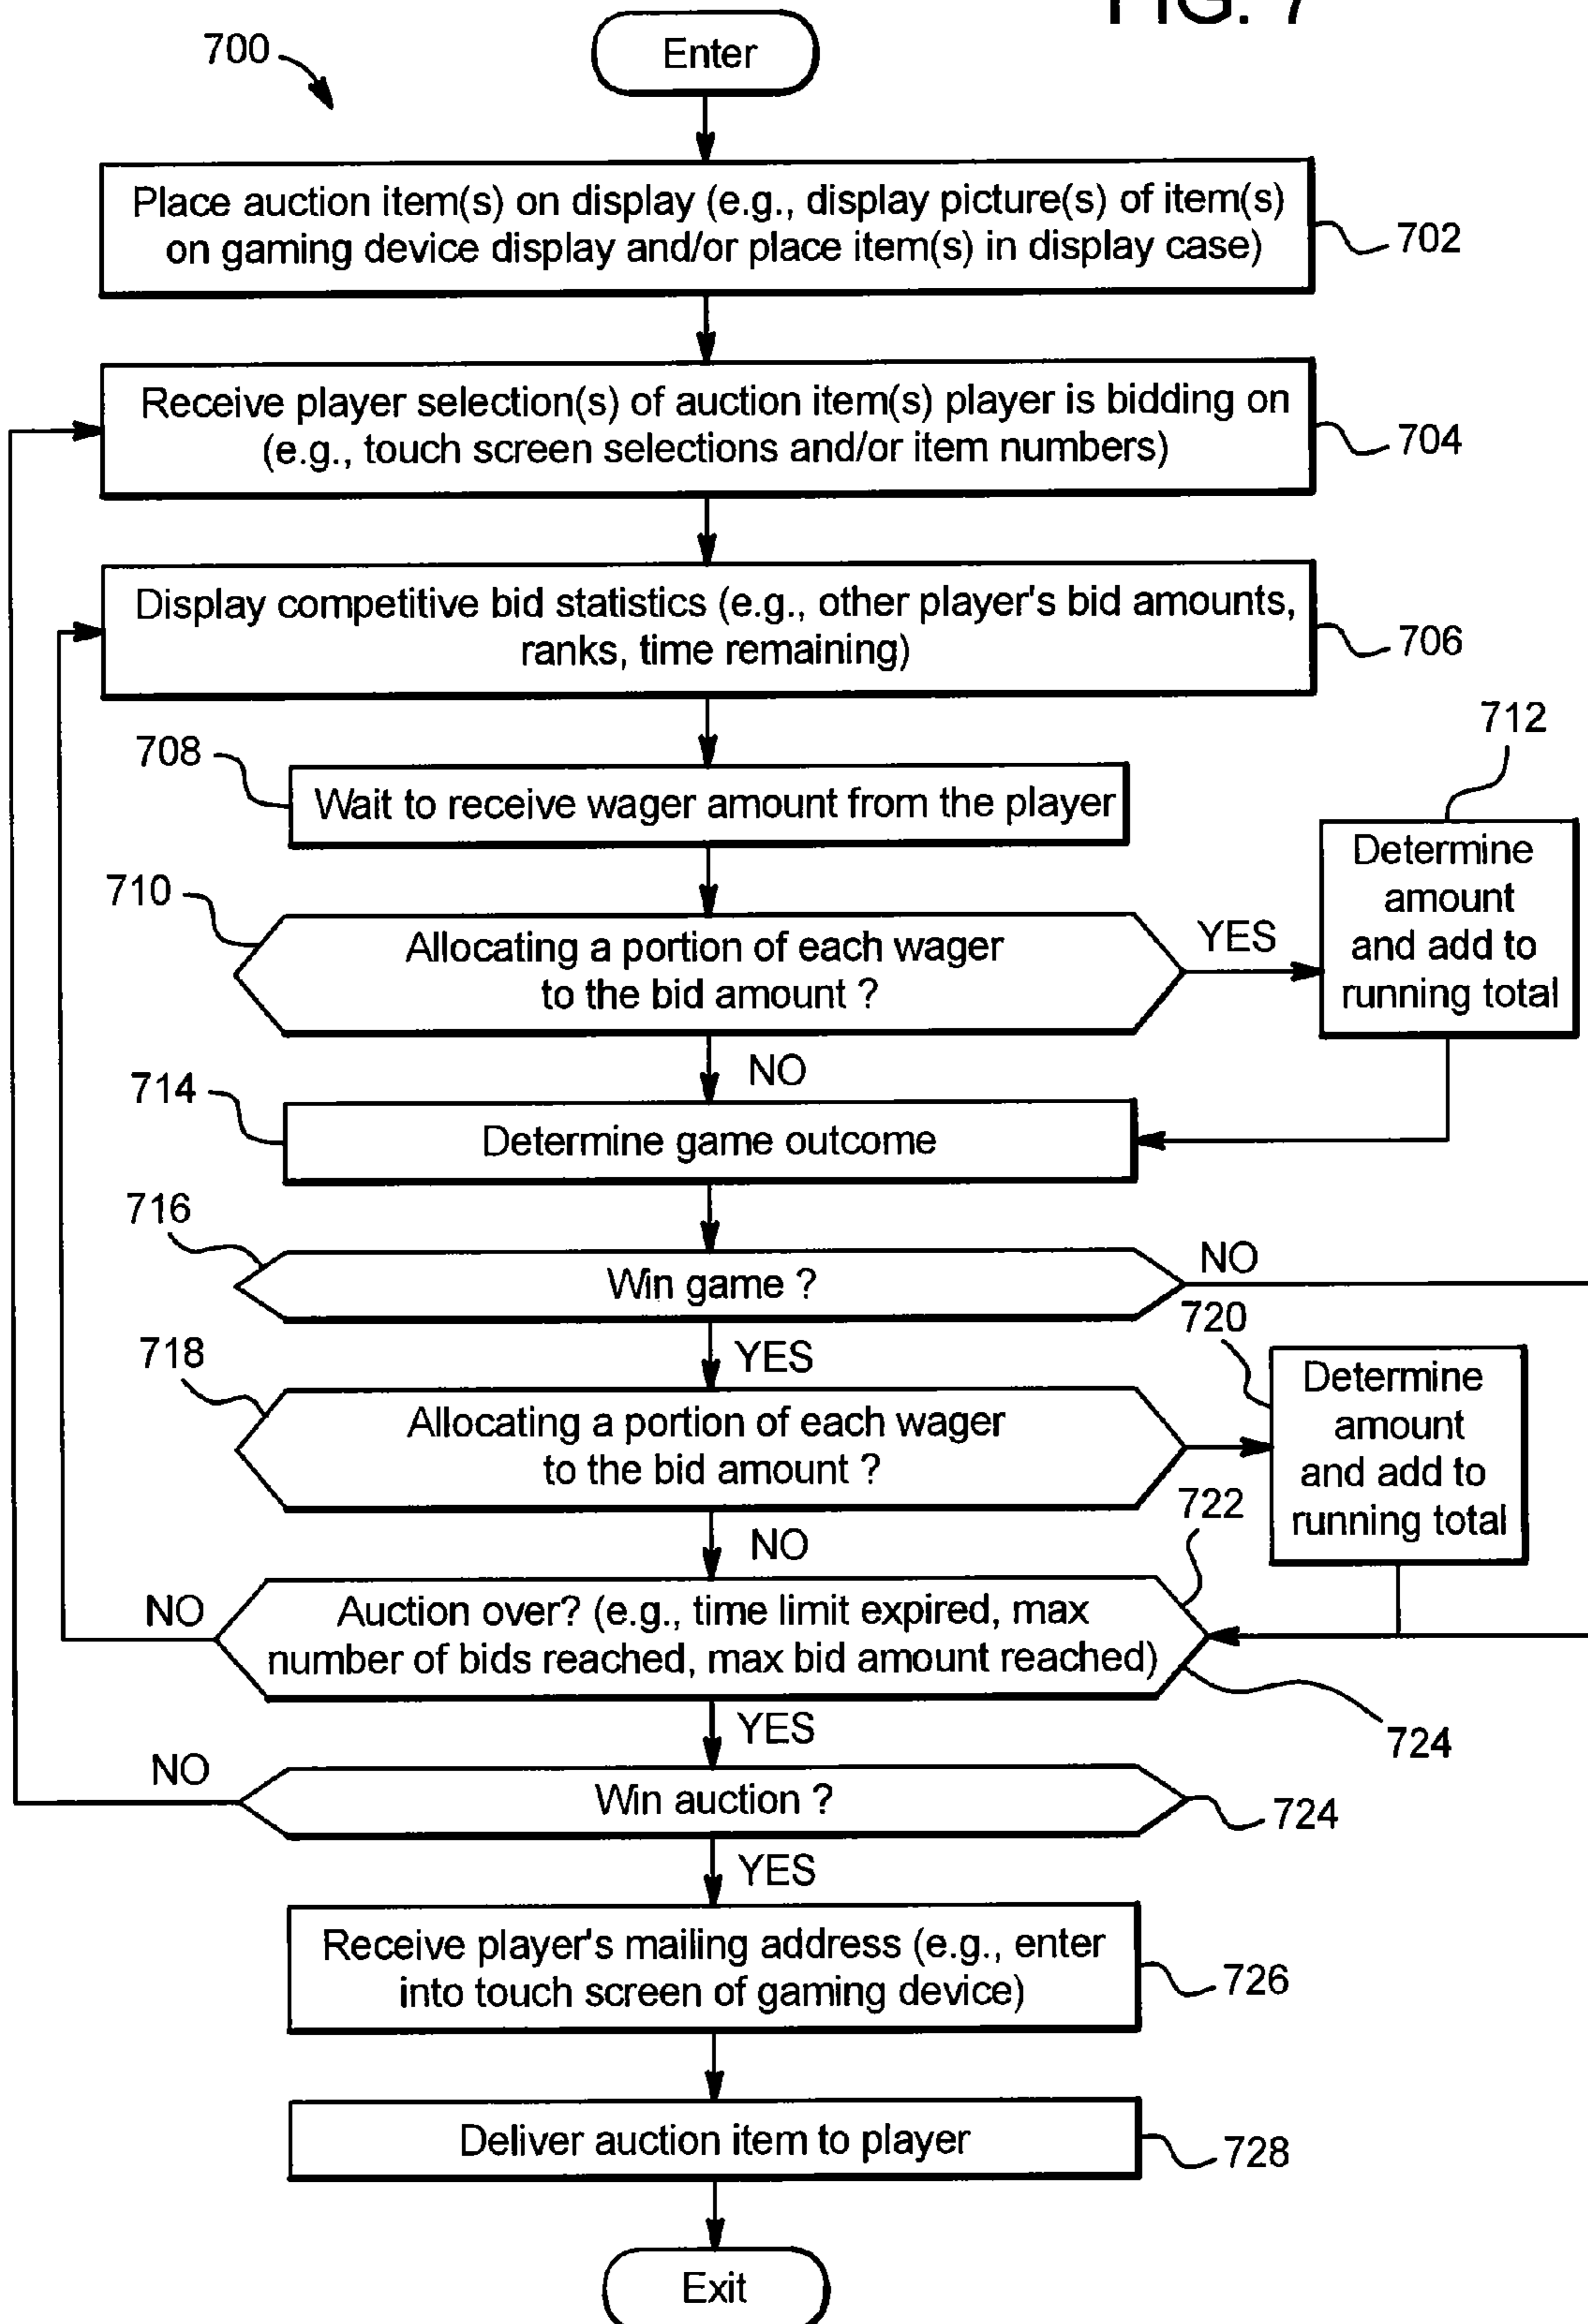 FIG. 7
700
Enter
Place auction item(s) on display (e.g., display picture(s) of item(s)
on gaming device display and/or place item(s) in display case)
702
Receive player selection(s) of auction item(s) player is bidding on
(e.g., touch screen selections and/or item numbers)
704
Display competitive bid statistics (e.g., other player's bid amounts,
ranks, time remaining)
706
708
Wait to receive wager amount from the player
712
Determine
amount
and add to
running total
710
Allocating a portion of each wager
to the bid amount ?
YES
NO
714
Determine game outcome
716
Win game ?
NO
YES
718
Allocating a portion of each wager
to the bid amount ?
720
Determine
amount
and add to
running total
NO
722
Auction over? (e.g., time limit expired, max
number of bids reached, max bid amount reached)
NO
724
YES
Win auction ?
NO
724
YES
Receive player's mailing address (e.g., enter
into touch screen of gaming device)
726
Deliver auction item to player
728
Exit